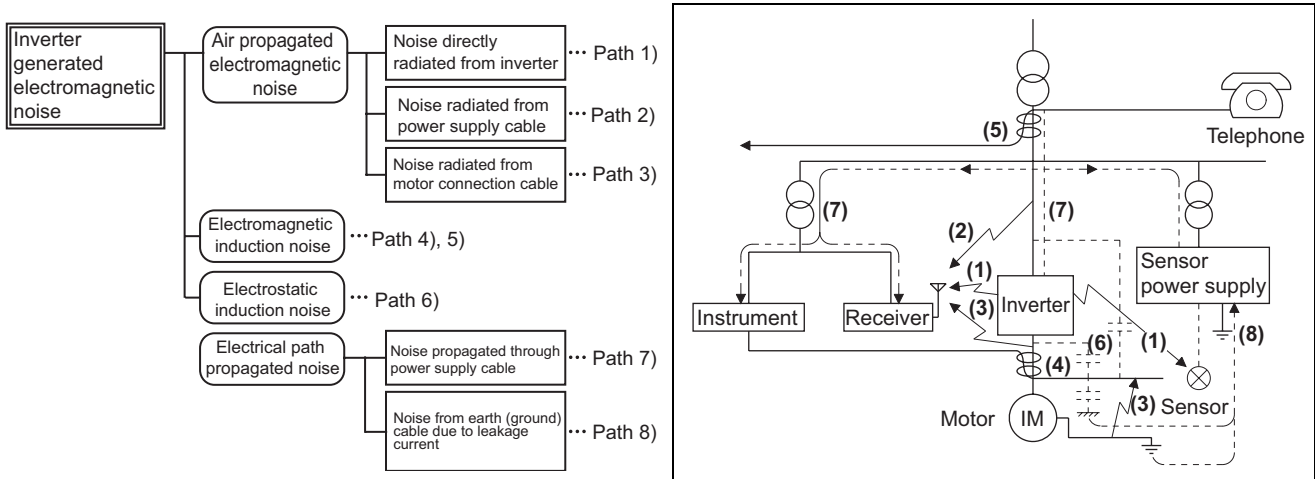 Inverter
generated
electromagnetic
noise
Air propagated
electromagnetic
noise
Noise directly
radiated from inverter
··· Path 1)
Noise radiated from
power supply cable
··· Path 2)
Noise radiated from
motor connection cable
··· Path 3)
Electromagnetic
induction noise
···Path 4), 5)
Electrostatic
induction noise
··· Path 6)
Electrical path
propagated noise
Noise propagated through
power supply cable
··· Path 7)
Noise from earth (ground)
cable due to leakage
current
··· Path 8)
Telephone
(5)
(7)
(7)
(2)
(1)
(3)
Instrument
Receiver
Inverter
Sensor
power supply
(6)
(1)
(8)
(4)
(3)
Sensor
Motor
IM